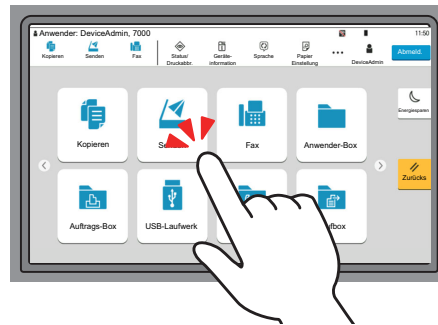 Anwender: DeviceAdmin, 7000
11:50
Kopieren
Senden
Fax
Status/
Druckabbr.
Geräte-
information
Sprache
Papier
Einstellung
DeviceAdmin
Abmeld.
Energiesparen
Zurücks
Kopieren
Fax
Anwender-Box
Auftrags-Box
USB-Laufwerk